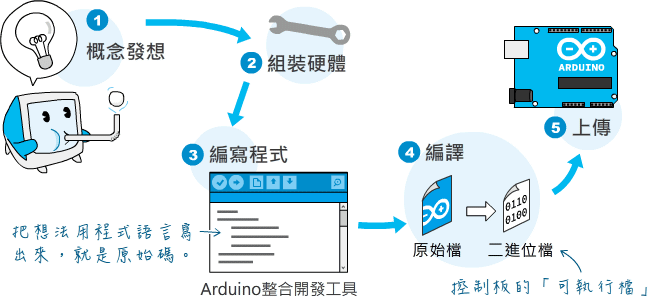 1 概念發想
2 組裝硬體
3 編寫程式
把想法用程式語言寫
出來，就是原始碼。
Arduino整合開發工具
4 編譯
原始檔
0110
0100
二進位檔
控制板的「可執行檔」
5 上傳
ARDUINO